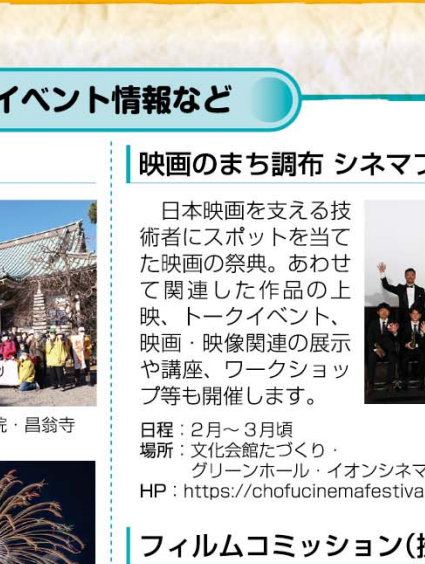 イベント情報など
映画のまち調布 シネマフ
日本映画を支える技
術者にスポットを当て
た映画の祭典。あわせ
て関連した作品の上
映、トークイベント、
映画・映像関連の展示
や講座、ワークショッ
プ等も開催します。
日程：2月～3月頃
場所：文化会館たづくり・
グリーンホール・イオンシネマ
HP：https://chofucinemafestiva
院・昌翁寺
フィルムコミッション(